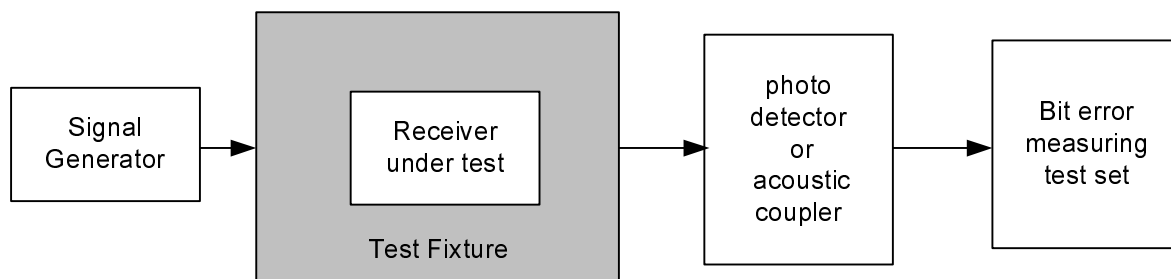 Signal
Generator
Receiver
under test
Test Fixture
photo
detector
or
acoustic
coupler
Bit error
measuring
test set